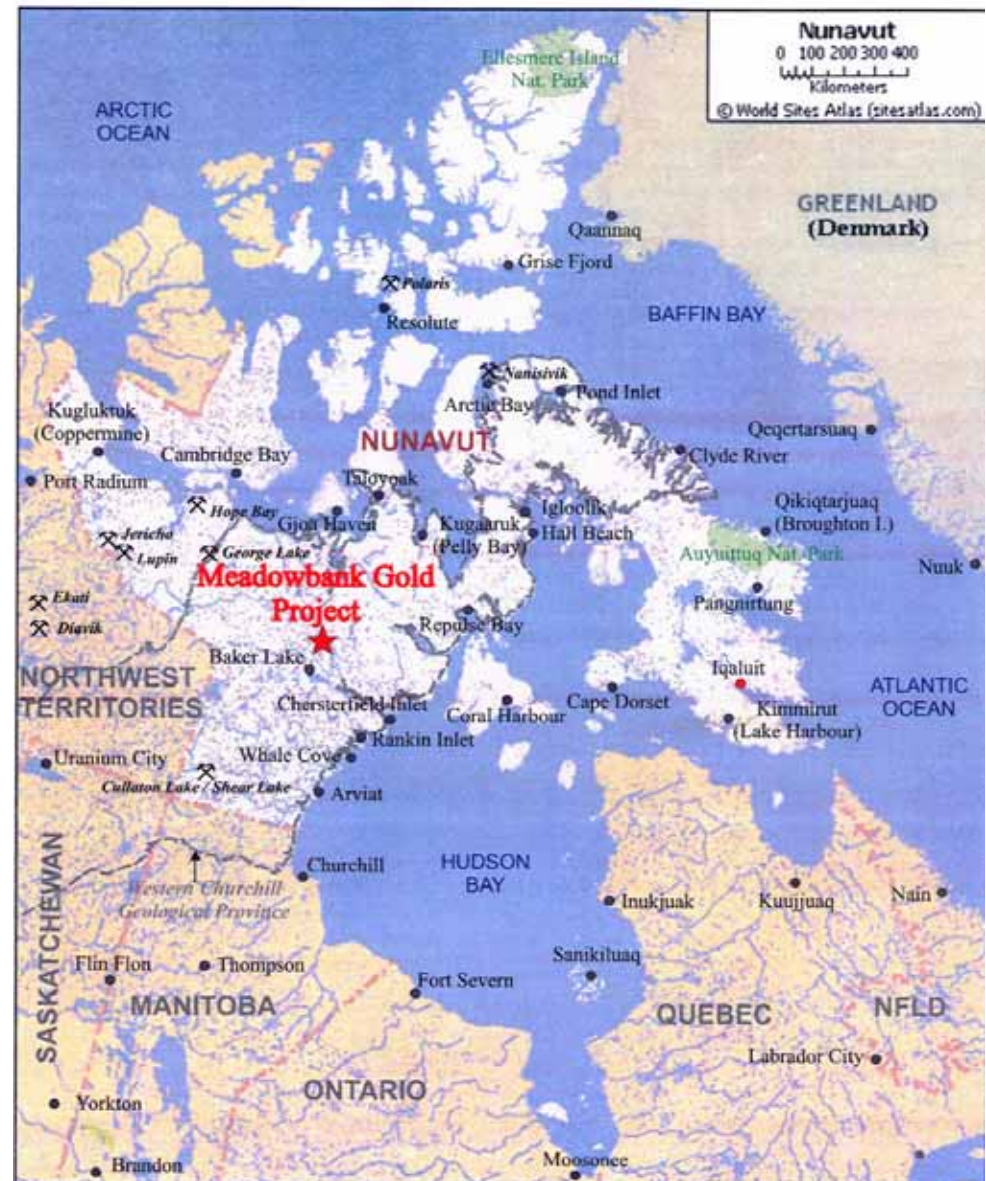 Nunavut
0 100 200 300 400
Kilometers
© World Sites Atlas (sitesatlas.com)
Ellesmere Island
Nat. Park
ARCTIC
OCEAN
GREENLAND
(Denmark)
Qaannaq
Grise Fjord
Polaris
Resolute
BAFFIN BAY
Nanisivik
Arctic Bay
Pond Inlet
Kugluktuk
(Coppermine)
NUNAVUT
Qeqertarsuaq
Cambridge Bay
Clyde River
Port Radium
Taloyoak
Hope Bay
Gjoa Haven
Igloolik
Qikiqtarjuaq
(Broughton I.)
Kugaaruk
(Pelly Bay)
Hall Beach
Jericho
Lupin
George Lake
Auyuittuq Nat. Park
Nuuk
Meadowbank Gold
Project
Ekati
Diavik
Pangnirtung
Repulse Bay
Baker Lake
Iqaluit
NORTHWEST
TERRITORIES
Chersterfield Inlet
Coral Harbour
Cape Dorset
ATLANTIC
OCEAN
Kimmirut
(Lake Harbour)
Rankin Inlet
Whale Cove
Uranium City
Cullaton Lake / Shear Lake
Arviat
HUDSON
BAY
Churchill
Western Churchill
Geological Province
Inukjuak
Kuujjuaq
Nain
SASKATCHEWAN
Sanikiluaq
Flin Flon
Thompson
Fort Severn
MANITOBA
QUEBEC
NFLD
Labrador City
ONTARIO
Yorkton
Brandon
Moosonee